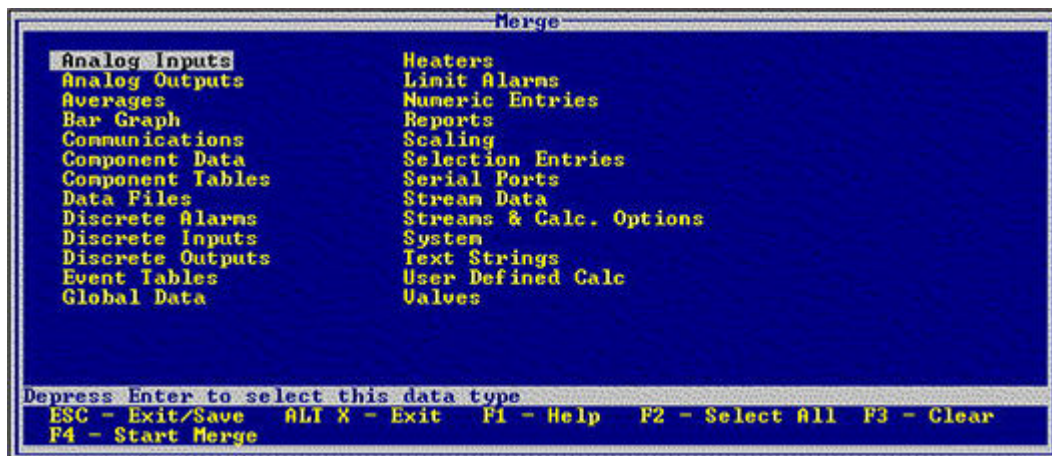 Merge
Analog Inputs
Analog Outputs
Averages
Bar Graph
Communications
Component Data
Component Tables
Data Files
Discrete Alarms
Discrete Inputs
Discrete Outputs
Event Tables
Global Data
Heaters
Limit Alarms
Numeric Entries
Reports
Scaling
Selection Entries
Serial Ports
Stream Data
Streams & Calc. Options
System
Text Strings
User Defined Calc
Valves
Depress Enter to select this data type
ESC - Exit/Save ALT X - Exit F1 - Help F2 - Select All F3 - Clear
F4 - Start Merge